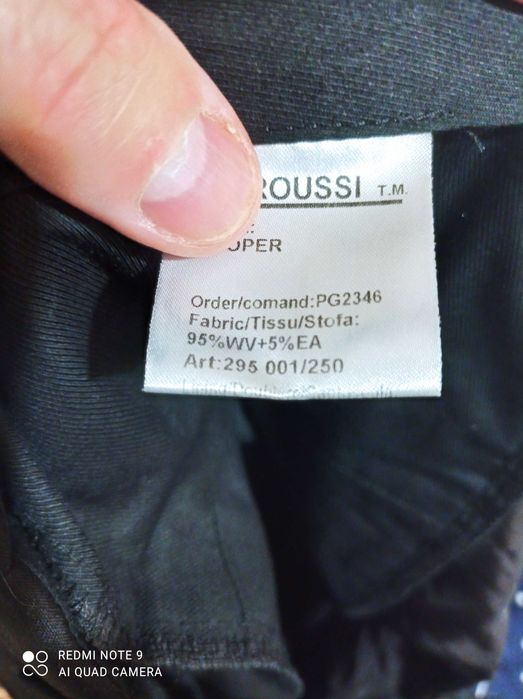 ROUSSI T.M.
OPER
Order/comand:PG2346
Fabric/Tissu/Stofa:
95%WV+5%EA
Art:295 001/250
REDMI NOTE 9
AI QUAD CAMERA